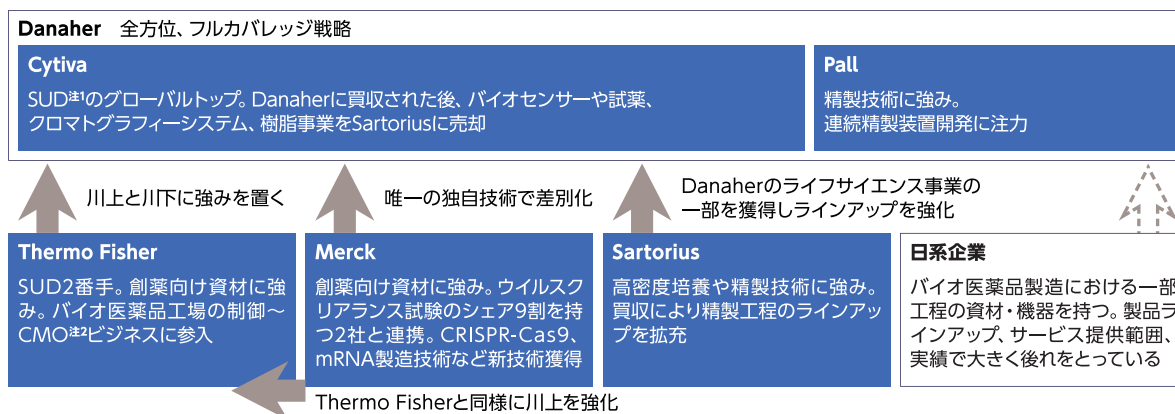 Danaher 全方位、フルカバレッジ戦略
Cytiva
SUD注1のグローバルトップ。Danaherに買収された後、バイオセンサーや試薬、
クロマトグラフィーシステム、樹脂事業をSartoriusに売却
Pall
精製技術に強み。
連続精製装置開発に注力
川上と川下に強みを置く
唯一の独自技術で差別化
Danaherのライフサイエンス事業の
一部を獲得しラインアップを強化
Thermo Fisher
SUD2番手。創薬向け資材に強
み。バイオ医薬品工場の制御～
CMO注2ビジネスに参入
Merck
創薬向け資材に強み。ウイルスク
リアランス試験のシェア9割を持
つ2社と連携。CRISPR-Cas9、
mRNA製造技術など新技術獲得
Sartorius
高密度培養や精製技術に強み。
買収により精製工程のラインアッ
プを拡充
日系企業
バイオ医薬品製造における一部
工程の資材・機器を持つ。製品ラ
インアップ、サービス提供範囲、
実績で大きく後れをとっている
Thermo Fisherと同様に川上を強化